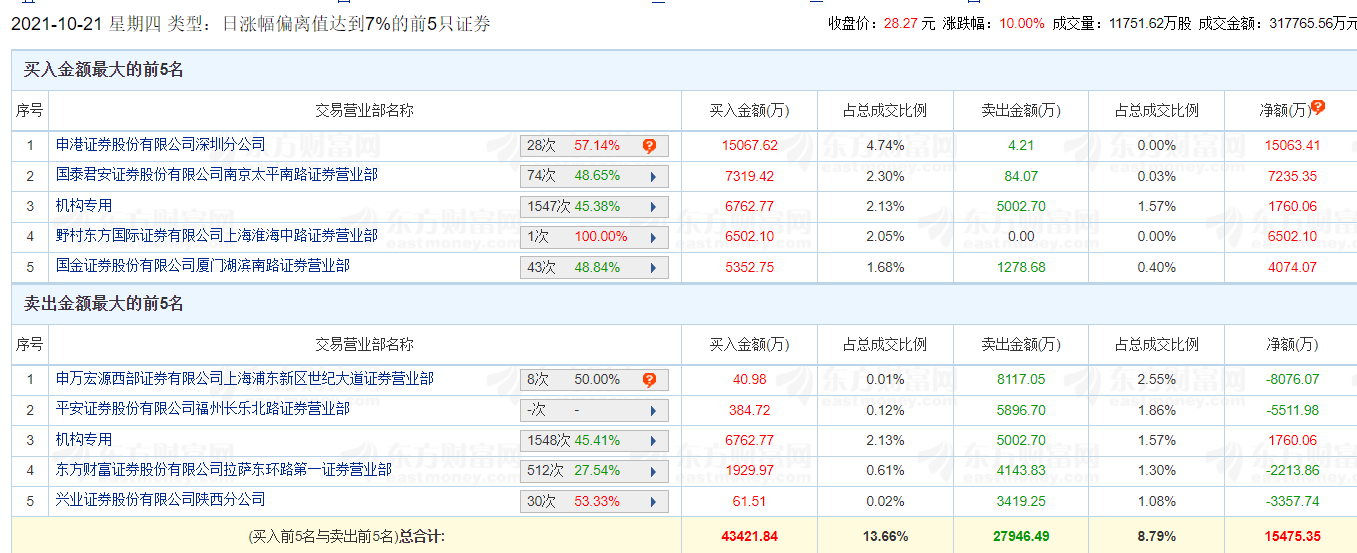 2021-10-21 星期四 类型：日涨幅偏离值达到7%的前5只证券 收盘价：28.27 元 涨跌幅：10.00% 成交量：11751.62万股 成交金额：317765.56万元
买入金额最大的前5名
序号 交易营业部名称 买入金额(万) 占总成交比例 卖出金额(万) 占总成交比例 净额(万)
1 申港证券股份有限公司深圳分公司 28次 57.14% 15067.62 4.74% 4.21 0.00% 15063.41
2 国泰君安证券股份有限公司南京太平南路证券营业部 74次 48.65% 7319.42 2.30% 84.07 0.03% 7235.35
3 机构专用 1547次 45.38% 6762.77 2.13% 5002.70 1.57% 1760.06
4 野村东方国际证券有限公司上海淮海中路证券营业部 1次 100.00% 6502.10 2.05% 0.00 0.00% 6502.10
5 国金证券股份有限公司厦门湖滨南路证券营业部 43次 48.84% 5352.75 1.68% 1278.68 0.40% 4074.07
卖出金额最大的前5名
序号 交易营业部名称 买入金额(万) 占总成交比例 卖出金额(万) 占总成交比例 净额(万)
1 申万宏源西部证券有限公司上海浦东新区世纪大道证券营业部 8次 50.00% 40.98 0.01% 8117.05 2.55% -8076.07
2 平安证券股份有限公司福州长乐北路证券营业部 -次 - 384.72 0.12% 5896.70 1.86% -5511.98
3 机构专用 1548次 45.41% 6762.77 2.13% 5002.70 1.57% 1760.06
4 东方财富证券股份有限公司拉萨东环路第一证券营业部 512次 27.54% 1929.97 0.61% 4143.83 1.30% -2213.86
5 兴业证券股份有限公司陕西分公司 30次 53.33% 61.51 0.02% 3419.25 1.08% -3357.74
(买入前5名与卖出前5名)总合计: 43421.84 13.66% 27946.49 8.79% 15475.35